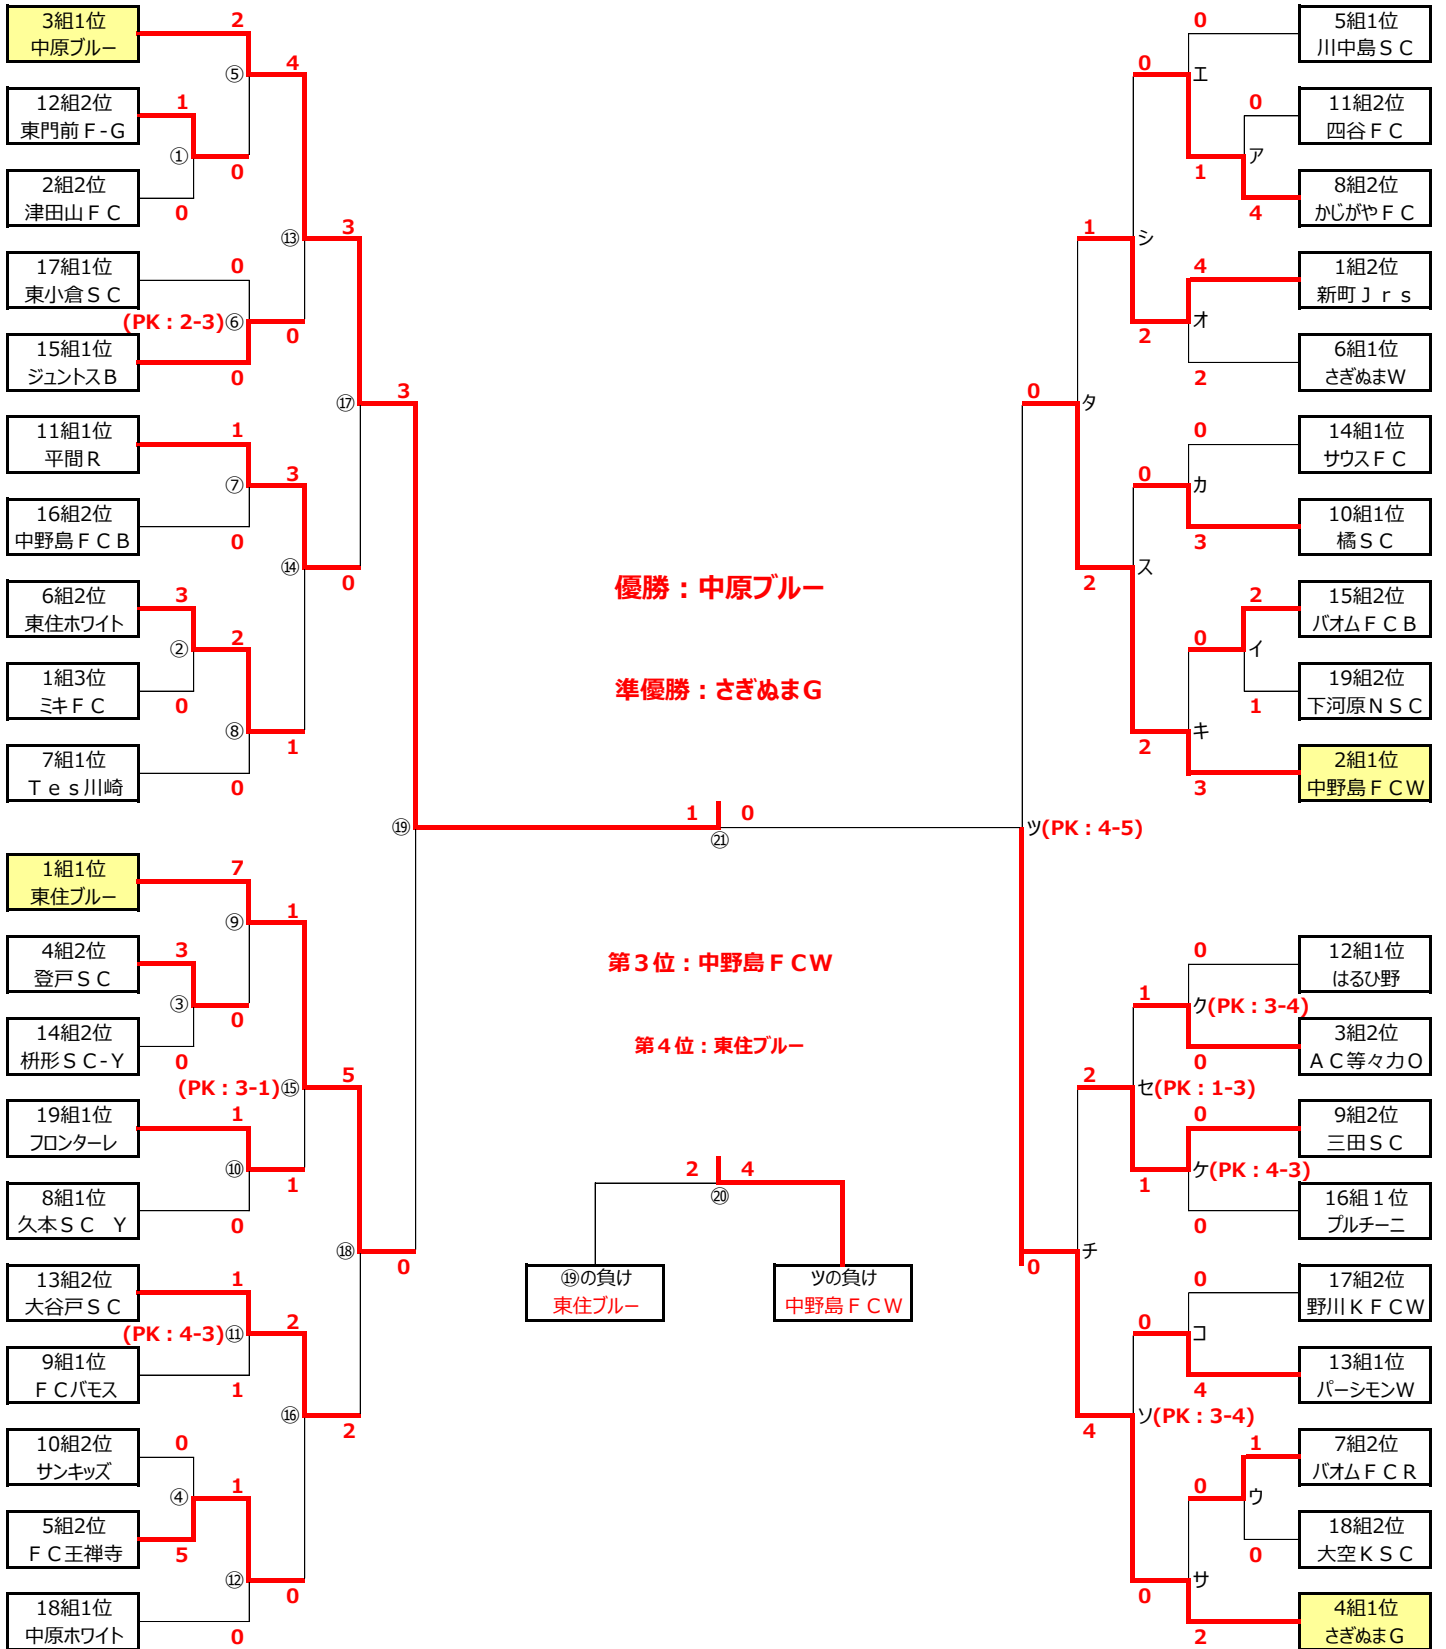 3組1位
中原ブルー
2
4
⑤
12組2位
東門前Ｆ-Ｇ
1
①
0
2組2位
津田山ＦＣ
0
⑬
3
17組1位
東小倉ＳＣ
0
(PK：2-3)⑥
0
15組1位
ジュントスＢ
0
⑰
3
11組1位
平間Ｒ
1
3
⑦
16組2位
中野島ＦＣＢ
0
⑭
0
6組2位
東住ホワイト
3
2
②
1組3位
ミキＦＣ
0
⑧
1
7組1位
Ｔｅｓ川崎
0
⑲
1組1位
東住ブルー
7
1
⑨
4組2位
登戸ＳＣ
3
③
0
14組2位
枡形ＳＣ-Ｙ
0
(PK：3-1)⑮
5
19組1位
フロンターレ
1
⑩
1
8組1位
久本ＳＣ　Ｙ
0
⑱
0
13組2位
大谷戸ＳＣ
1
2
(PK：4-3)⑪
9組1位
ＦＣバモス
1
⑯
2
10組2位
サンキッズ
0
1
④
5組2位
ＦＣ王禅寺
5
⑫
0
18組1位
中原ホワイト
0
優勝：中原ブルー
準優勝：さぎぬまＧ
1 0
㉑
第３位：中野島ＦＣＷ
第４位：東住ブルー
2 4
⑳
⑲の負け
東住ブルー
ツの負け
中野島ＦＣＷ
0
5組1位
川中島ＳＣ
0
エ
0
11組2位
四谷ＦＣ
ア
1
8組2位
かじがやＦＣ
4
1
シ
4
1組2位
新町Ｊｒｓ
オ
2
6組1位
さぎぬまＷ
2
0
タ
0
14組1位
サウスＦＣ
0
カ
10組1位
橘ＳＣ
3
ス
2
2
15組2位
バオムＦＣＢ
0
イ
19組2位
下河原ＮＳＣ
1
キ
2
2組1位
中野島ＦＣＷ
3
ツ(PK：4-5)
0
12組1位
はるひ野
1
ク(PK：3-4)
3組2位
ＡＣ等々力Ｏ
0
2
セ(PK：1-3)
0
9組2位
三田ＳＣ
ケ(PK：4-3)
1
16組１位
プルチーニ
0
チ
0
0
17組2位
野川ＫＦＣＷ
0
コ
13組1位
パーシモンＷ
4
ソ(PK：3-4)
4
1
7組2位
バオムＦＣＲ
0
ウ
18組2位
大空ＫＳＣ
0
サ
0
4組1位
さぎぬまＧ
2